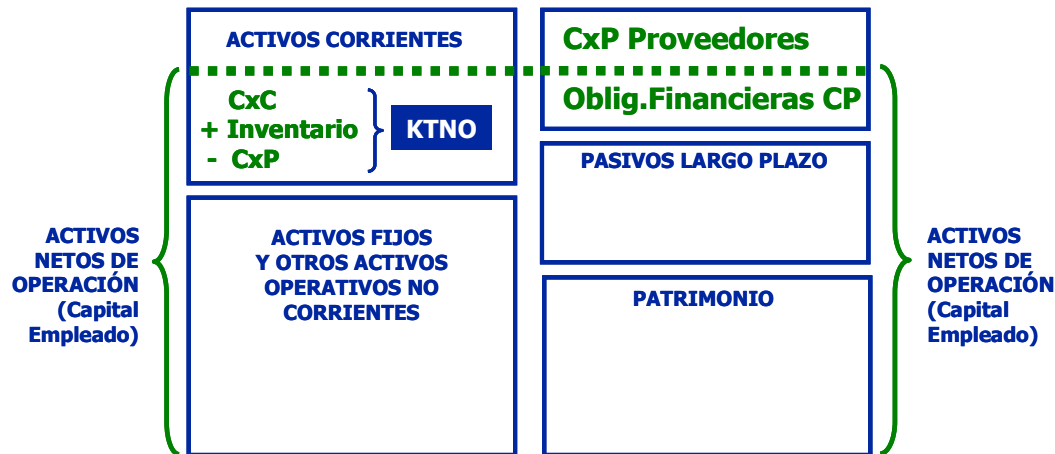 ACTIVOS CORRIENTES
CxC
+ Inventario
- CxP
KTNO
ACTIVOS FIJOS
Y OTROS ACTIVOS
OPERATIVOS NO
CORRIENTES
ACTIVOS
NETOS DE
OPERACIÓN
(Capital
Empleado)
CxP Proveedores
Oblig.Financieras CP
PASIVOS LARGO PLAZO
PATRIMONIO
ACTIVOS
NETOS DE
OPERACIÓN
(Capital
Empleado)